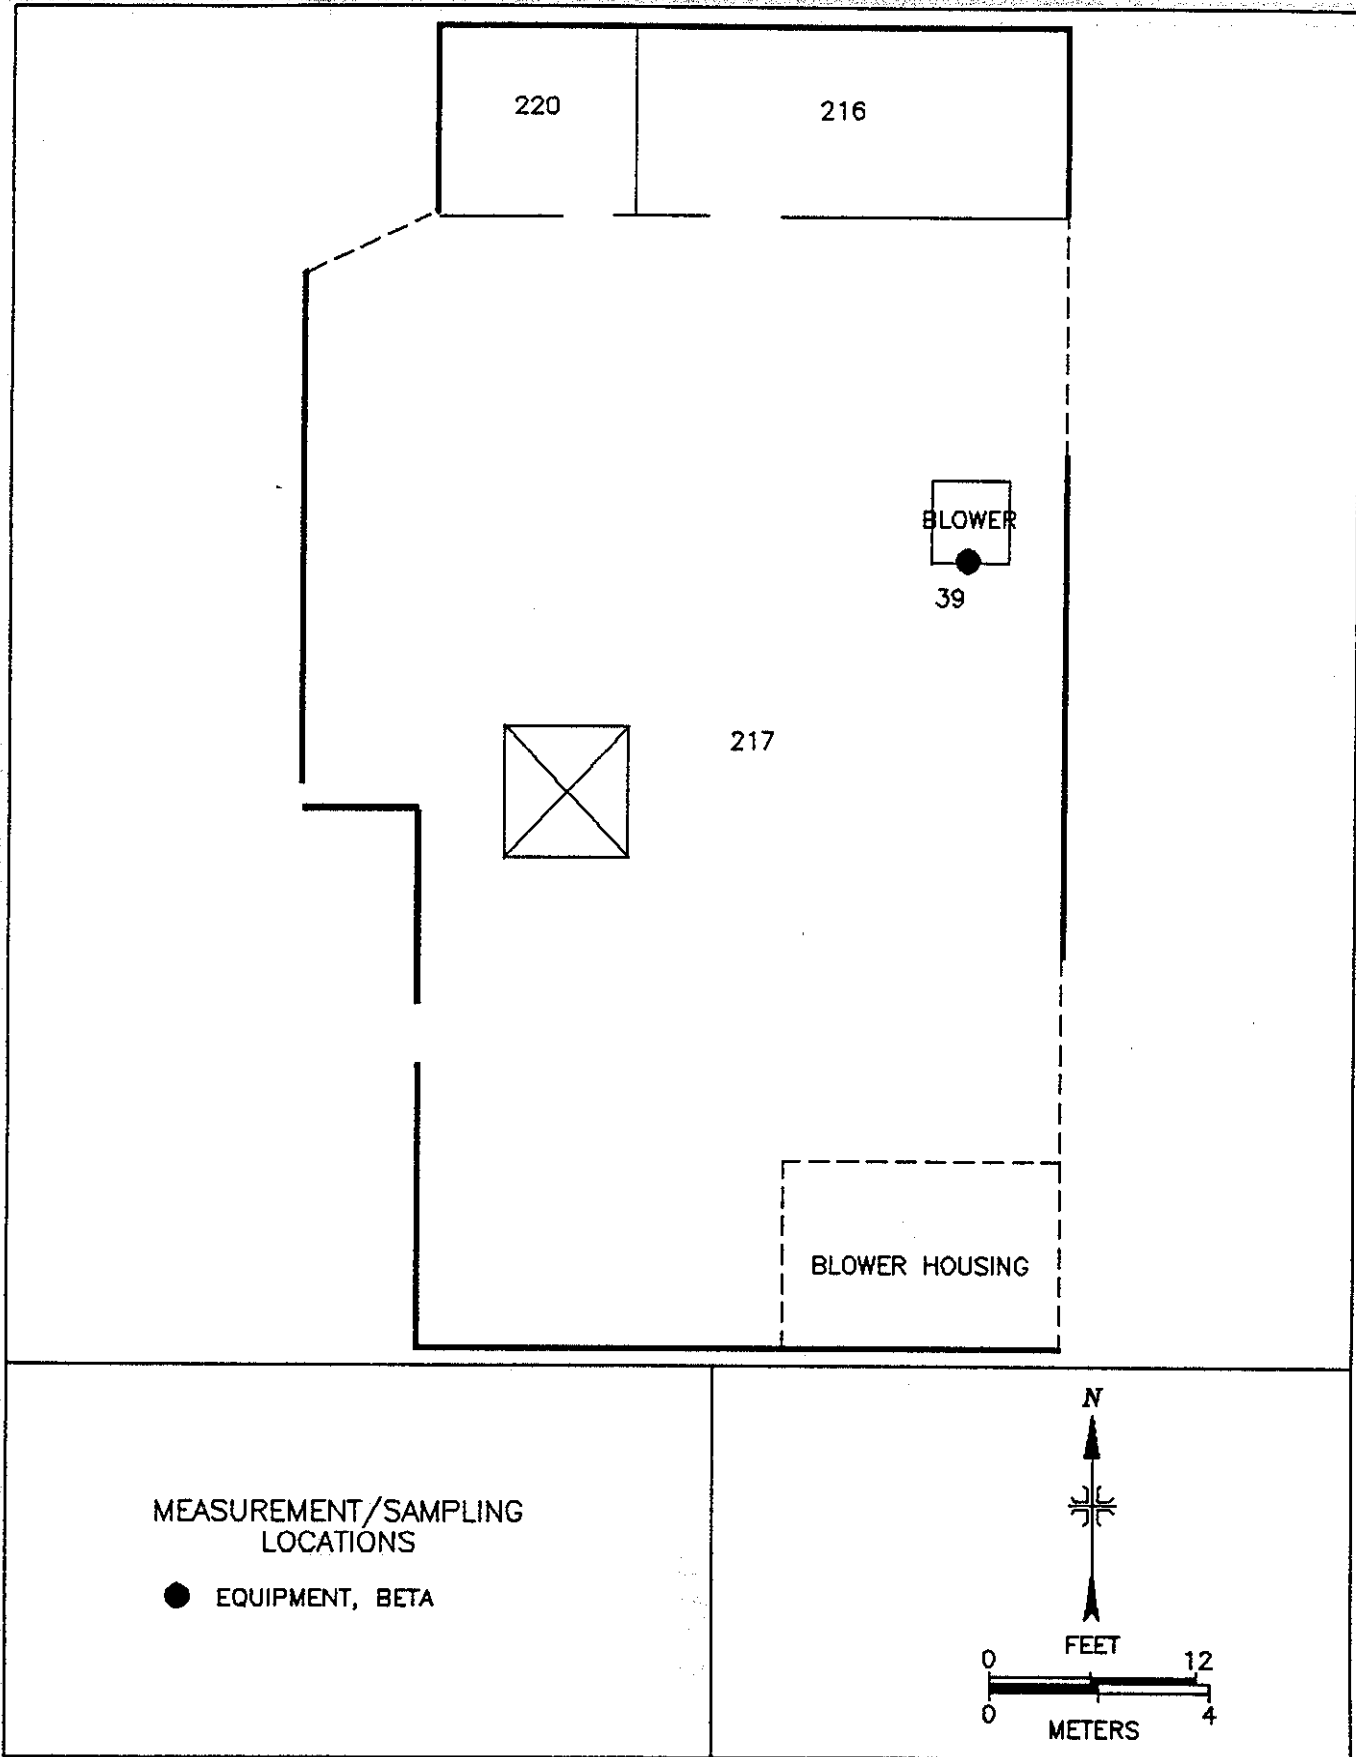 220
216
BLOWER
39
217
BLOWER HOUSING
MEASUREMENT/SAMPLING
LOCATIONS
EQUIPMENT, BETA
N
FEET
0 12
0 4
METERS